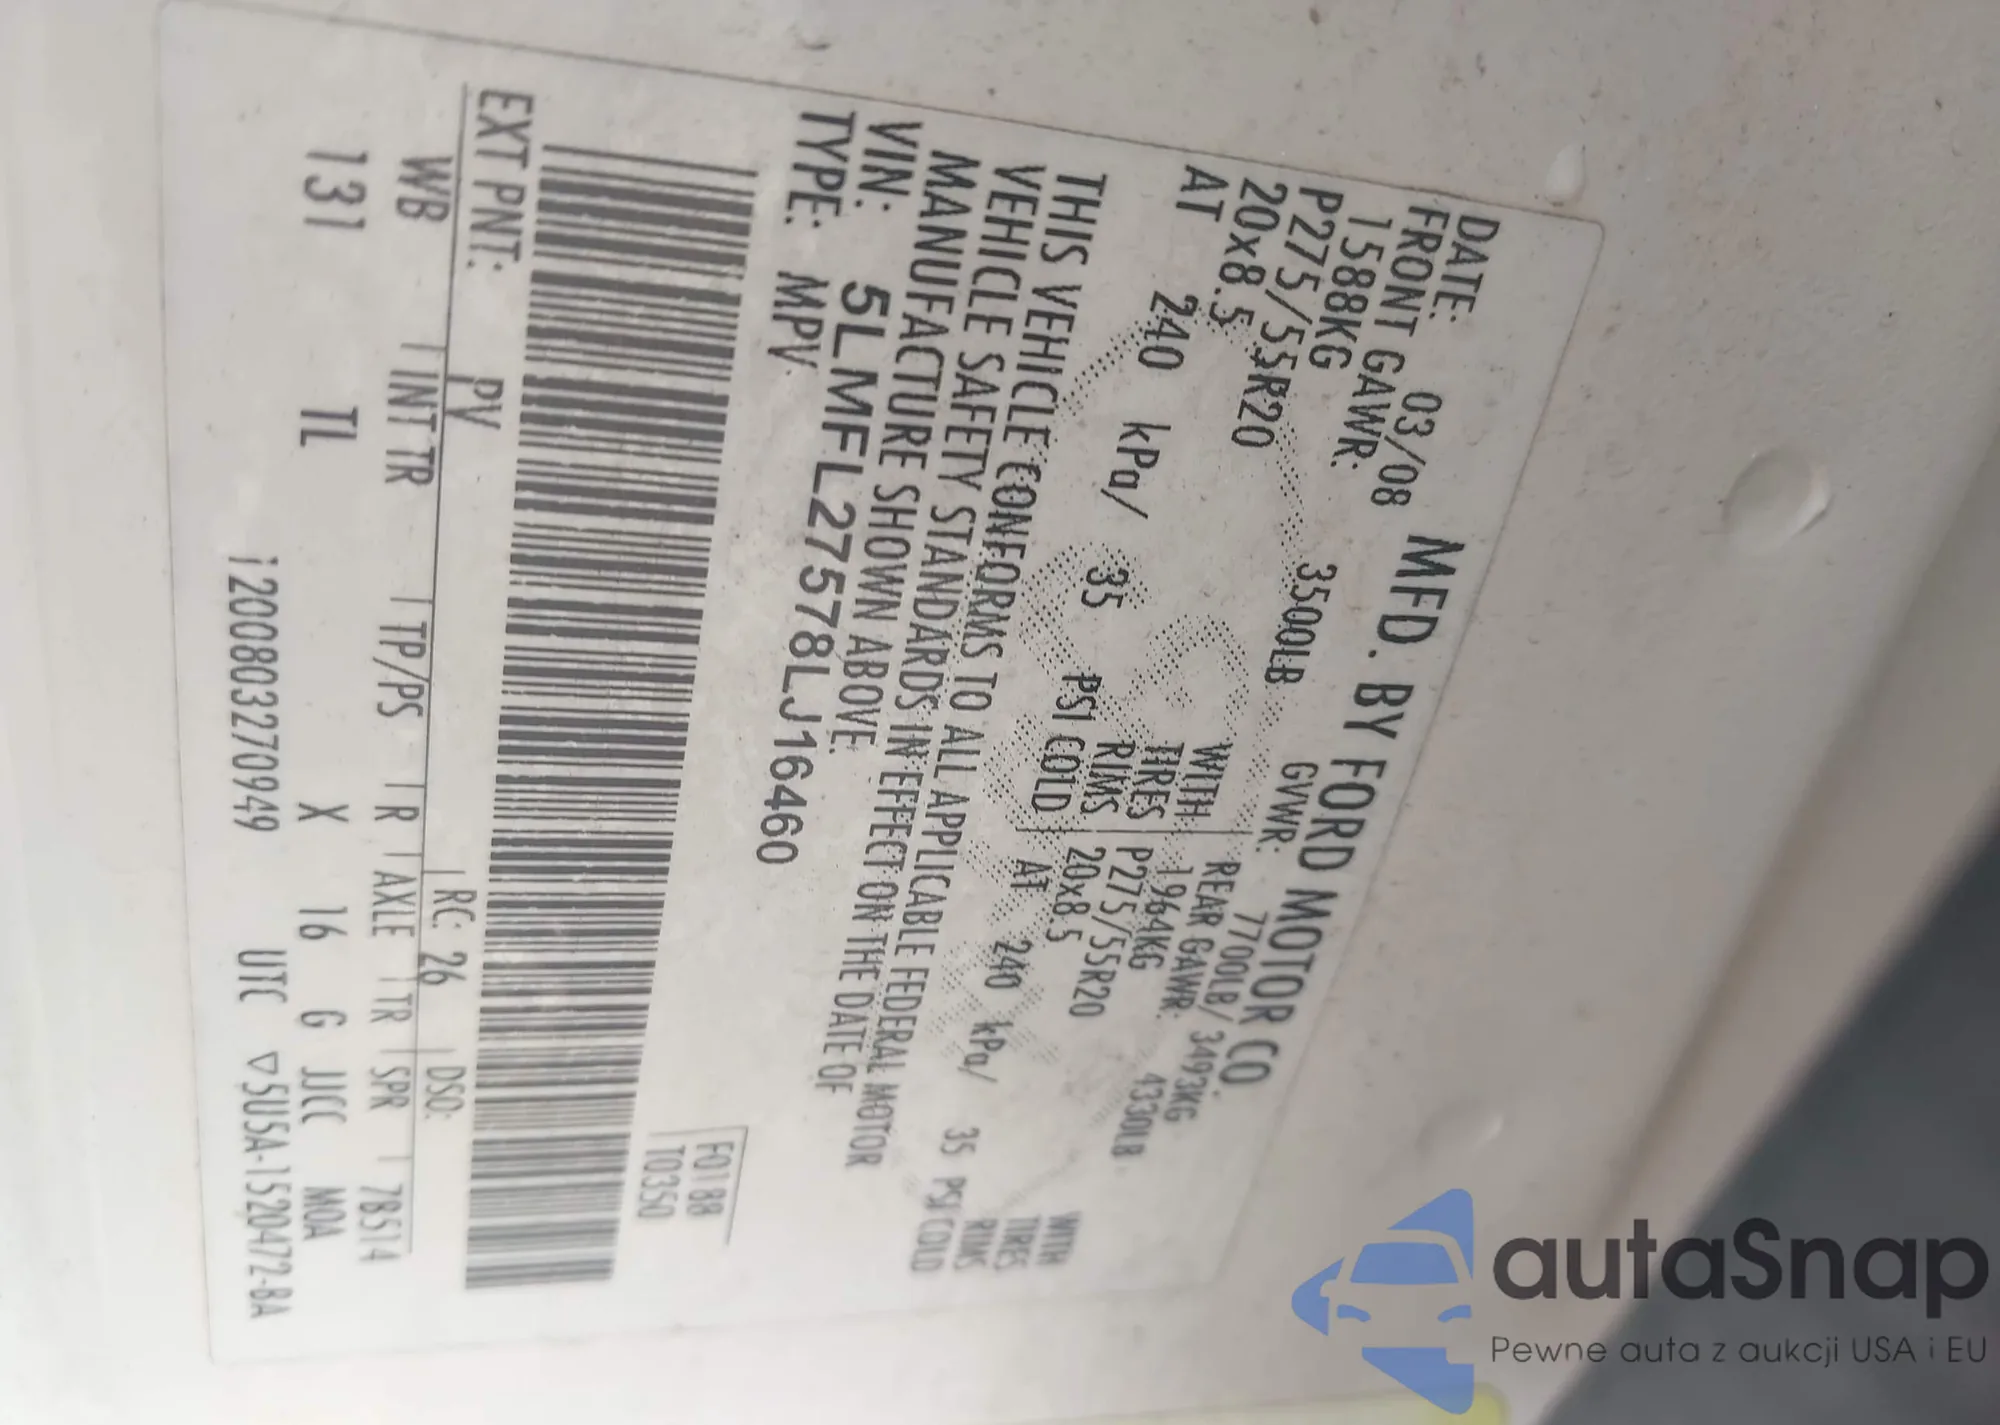 DATE: 03/08 MFD. BY FORD MOTOR CO
FRONT GAWR: GVWR: 7700LB/ 3493KG
1588KG 3500LB REAR GAWR:
P275/55R20 WITH 1964KG 4330LB
20x8.5 TIRES P275/55R20 WITH
RIMS 20x8.5 TIRES
AT 240 kPa/ 35 PSI COLD AT 240 kPa/ 35 PSI COLD
RIMS
THIS VEHICLE CONFORMS TO ALL APPLICABLE FEDERAL MOTOR
VEHICLE SAFETY STANDARDS IN EFFECT ON THE DATE OF
MANUFACTURE SHOWN ABOVE.
VIN: 5LMFL27578LJ16460
TYPE: MPV
F0188
T0350
EXT PNT: PV RC: 26 DSO:
WB INT TR TP/PS R AXLE TR SPR 7B514
131 TL X 16 G JJCC MOA
i200803270949 UTC ▽5U5A-1520472-BA
autaSnap
Pewne auta z aukcji USA i EU